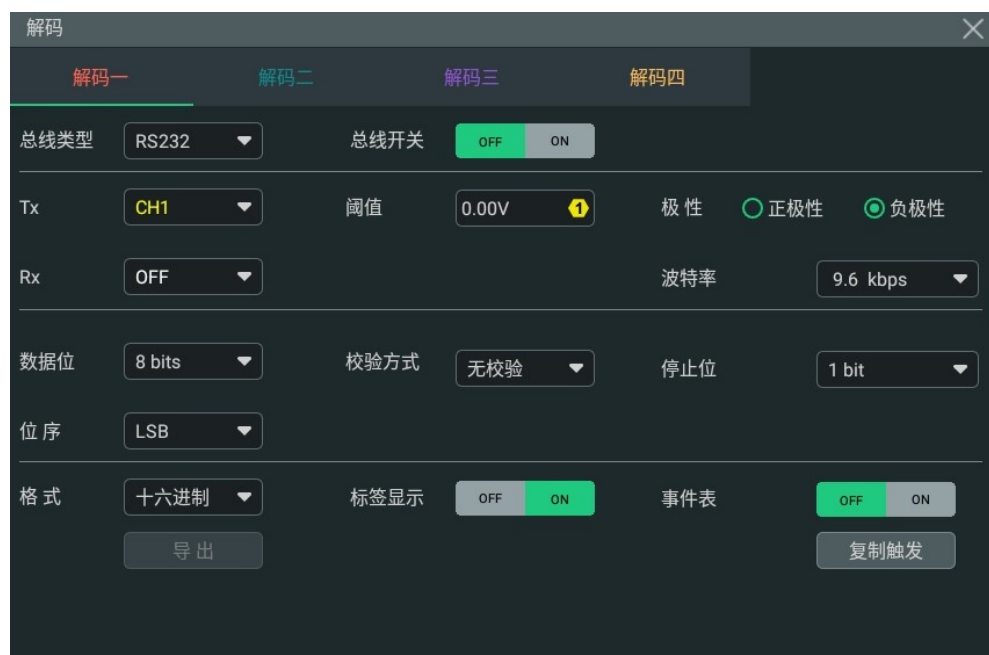 解码
解码一 解码二 解码三 解码四
总线类型 RS232 总线开关 OFF ON
Tx CH1 阈值 0.00V 1 极 性 正极性 负极性
Rx OFF 波特率 9.6 kbps
数据位 8 bits 校验方式 无校验 停止位 1 bit
位 序 LSB
格 式 十六进制 标签显示 OFF ON 事件表 OFF ON
导 出 复制触发